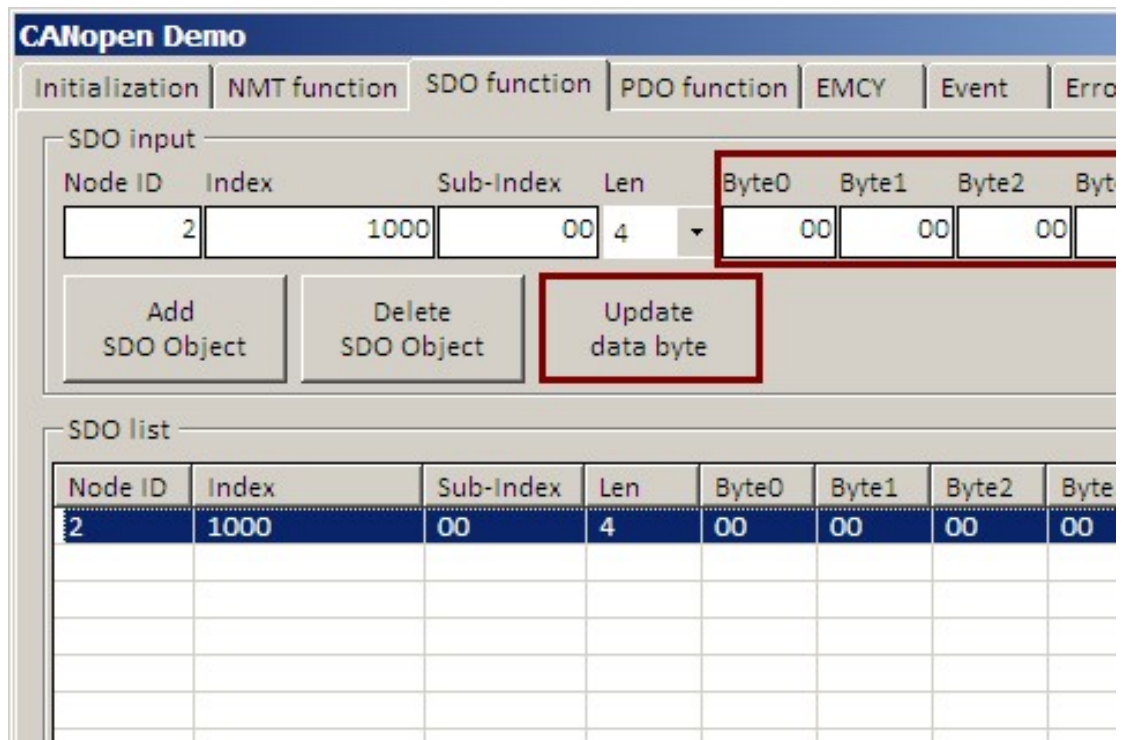 CANopen Demo
Initialization NMT function SDO function PDO function EMCY Event Erro
SDO input
Node ID Index Sub-Index Len Byte0 Byte1 Byte2 Byt
2 1000 00 4 00 00 00
Add SDO Object
Delete SDO Object
Update data byte
SDO list
Node ID Index Sub-Index Len Byte0 Byte1 Byte2 Byte
2 1000 00 4 00 00 00 00